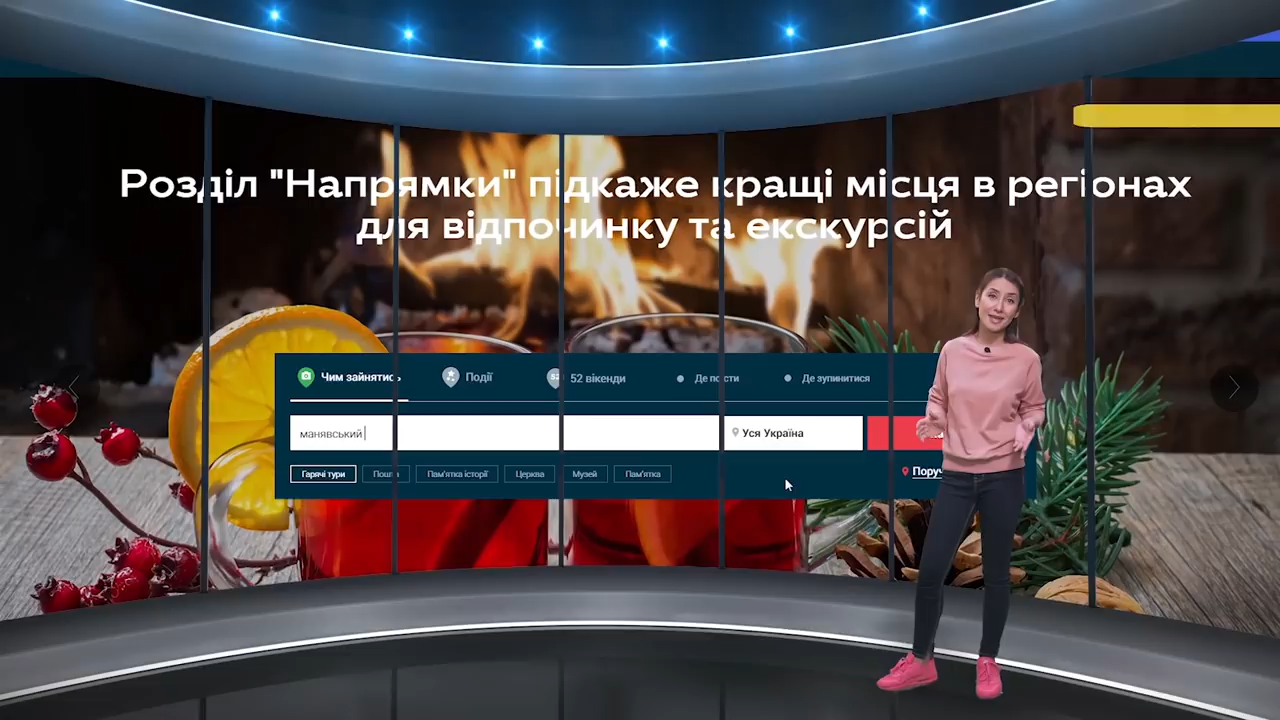 Розділ "Напрямки" підкаже кращі місця в регіонах
для відпочинку та екскурсій
Чим зайнятись Події 52 вікенди Де поїсти Де зупинитися
манявський Уся Україна
Гарячі тури Пошта Пам'ятка історії Церква Музей Пам'ятка